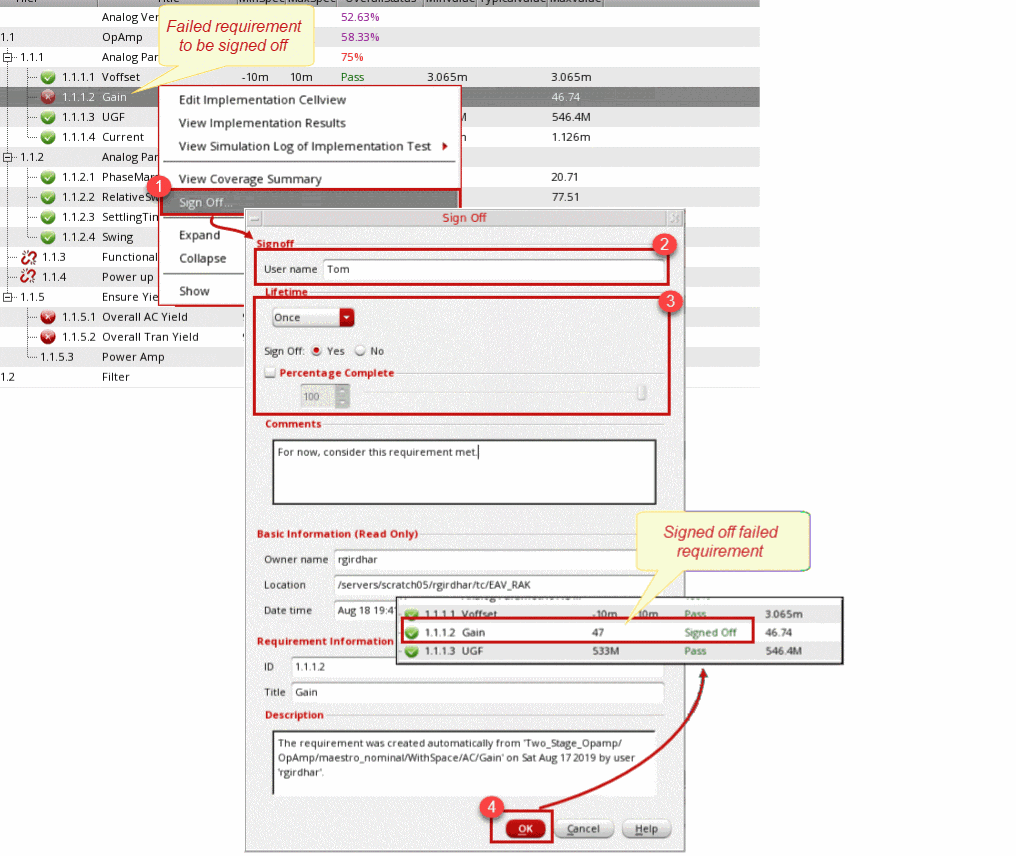 Title MinSpec MaxSpec OverallStatus MinValue TypicalValue MaxValue
Analog Ver 52.63%
1.1 OpAmp 58.33%
1.1.1 Analog Par 75%
Failed requirement
to be signed off
1.1.1.1 Voffset -10m 10m Pass 3.065m 3.065m
1.1.1.2 Gain 46.74
1.1.1.3 UGF M 546.4M
1.1.1.4 Current 1.126m
1.1.2 Analog Par
1.1.2.1 PhaseMar 20.71
1.1.2.2 RelativeSw 77.51
1.1.2.3 SettlingTim
1.1.2.4 Swing
1.1.3 Functional
1.1.4 Power up
1.1.5 Ensure Yie
1.1.5.1 Overall AC Yield
1.1.5.2 Overall Tran Yield
1.1.5.3 Power Amp
1.2 Filter
Edit Implementation Cellview
View Implementation Results
View Simulation Log of Implementation Test
View Coverage Summary
1
Sign Off...
Expand
Collapse
Show
Sign Off
Signoff
2
User name Tom
Lifetime
3
Once
Sign Off: Yes No
Percentage Complete
100
Comments
For now, consider this requirement met.
Basic Information (Read Only)
Owner name rgirdhar
Location /servers/scratch05/rgirdhar/tc/EAV_RAK
Date time Aug 18 19:4
Signed off failed
requirement
1.1.1.1 Voffset -10m 10m Pass 3.065m
1.1.1.2 Gain 47 Signed Off 46.74
1.1.1.3 UGF 533M Pass 546.4M
Requirement Information
ID 1.1.1.2
Title Gain
Description
The requirement was created automatically from 'Two_Stage_Opamp/
OpAmp/maestro_nominal/WithSpace/AC/Gain' on Sat Aug 17 2019 by user
'rgirdhar'.
4
OK Cancel Help